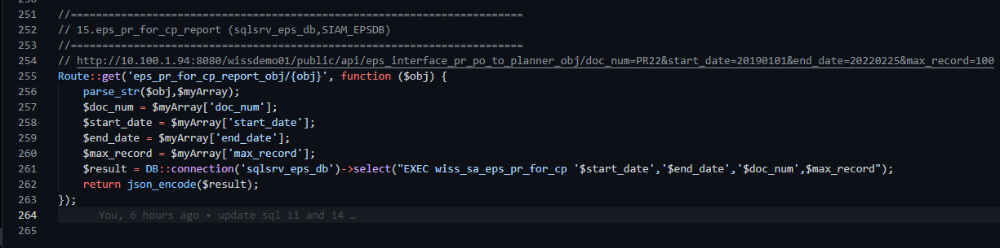 251 //=========================================================================
252 // 15.eps_pr_for_cp_report (sqlsrv_eps_db,SIAM_EPSDB)
253 //=========================================================================
254 // http://10.100.1.94:8080/wissdemo01/public/api/eps_interface_pr_po_to_planner_obj/doc_num=PR22&start_date=20190101&end_date=20220225&max_record=100
255 Route::get('eps_pr_for_cp_report_obj/{obj}', function ($obj) {
256     parse_str($obj,$myArray);
257     $doc_num = $myArray['doc_num'];
258     $start_date = $myArray['start_date'];
259     $end_date = $myArray['end_date'];
260     $max_record = $myArray['max_record'];
261     $result = DB::connection('sqlsrv_eps_db')->select("EXEC wiss_sa_eps_pr_for_cp '$start_date','$end_date','$doc_num',$max_record");
262     return json_encode($result);
263 });
264 You, 6 hours ago • update sql 11 and 14 …
265